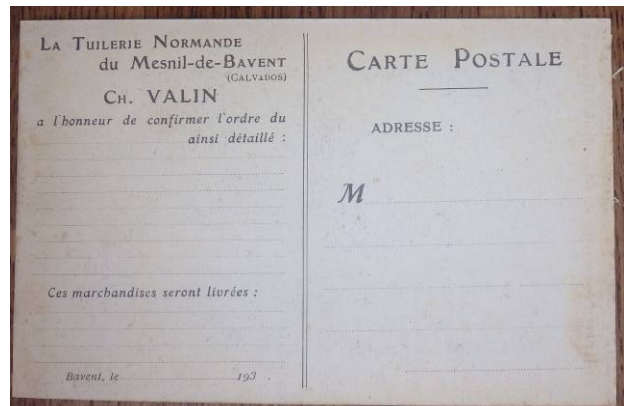 LA TUILERIE NORMANDE
du Mesnil-de-BAVENT
(CALVADOS)
CH. VALIN
a l'honneur de confirmer l'ordre du
ainsi détaillé :
Ces marchandises seront livrées :
Bavent, le 193 .
CARTE POSTALE
ADRESSE :
M